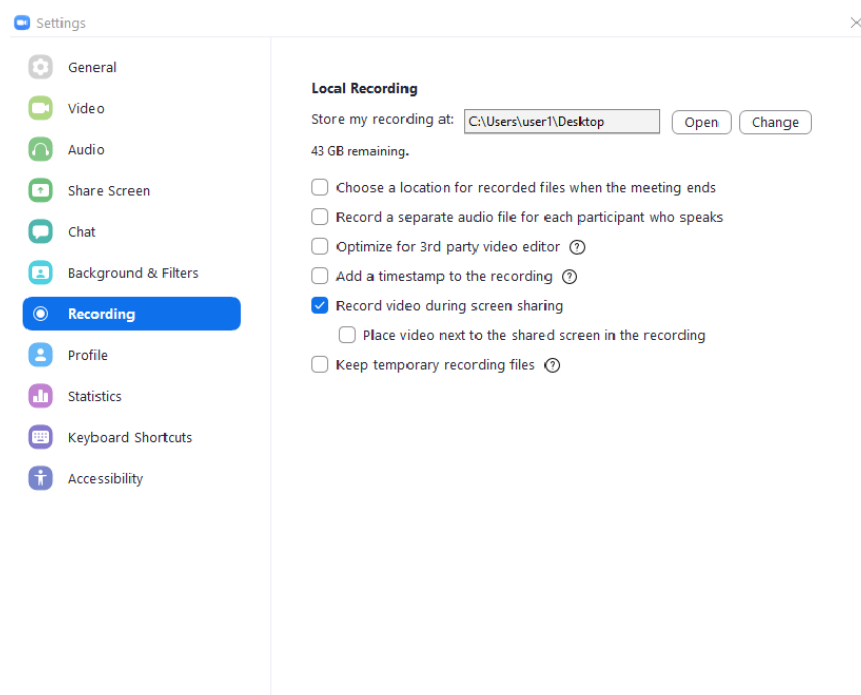 Settings
General
Video
Audio
Share Screen
Chat
Background & Filters
Recording
Profile
Statistics
Keyboard Shortcuts
Accessibility
Local Recording
Store my recording at: C:\Users\user1\Desktop Open Change
43 GB remaining.
Choose a location for recorded files when the meeting ends
Record a separate audio file for each participant who speaks
Optimize for 3rd party video editor ?
Add a timestamp to the recording ?
Record video during screen sharing
Place video next to the shared screen in the recording
Keep temporary recording files ?